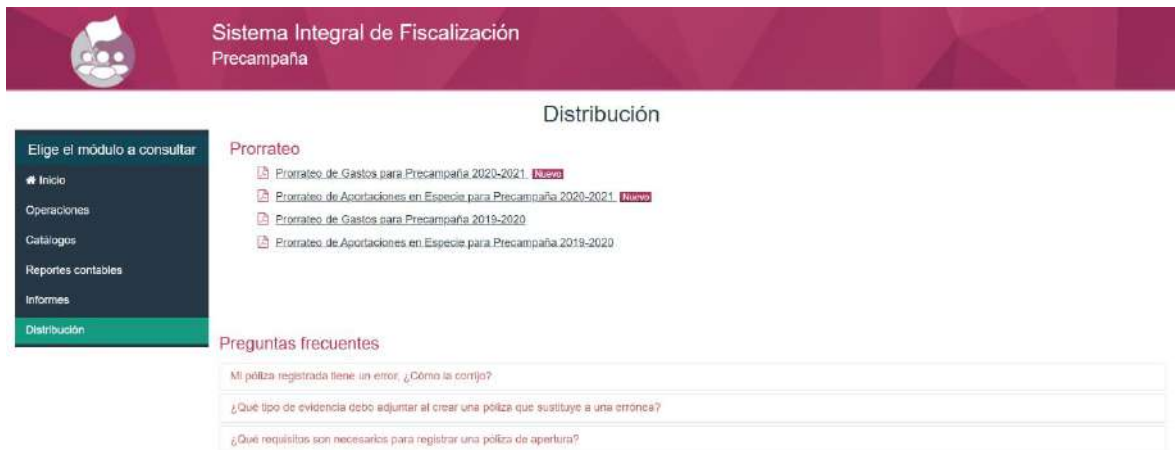 Sistema Integral de Fiscalización
Precampaña
Distribución
Elige el módulo a consultar
Inicio
Operaciones
Catálogos
Reportes contables
Informes
Distribución
Prorrateo
Prorrateo de Gastos para Precampaña 2020-2021 Nuevo
Prorrateo de Aportaciones en Especie para Precampaña 2020-2021 Nuevo
Prorrateo de Gastos para Precampaña 2019-2020
Prorrateo de Aportaciones en Especie para Precampaña 2019-2020
Preguntas frecuentes
Mi póliza registrada tiene un error, ¿Cómo la corrijo?
¿Qué tipo de evidencia debo adjuntar al crear una póliza que sustituye a una errónea?
¿Qué requisitos son necesarios para registrar una póliza de apertura?